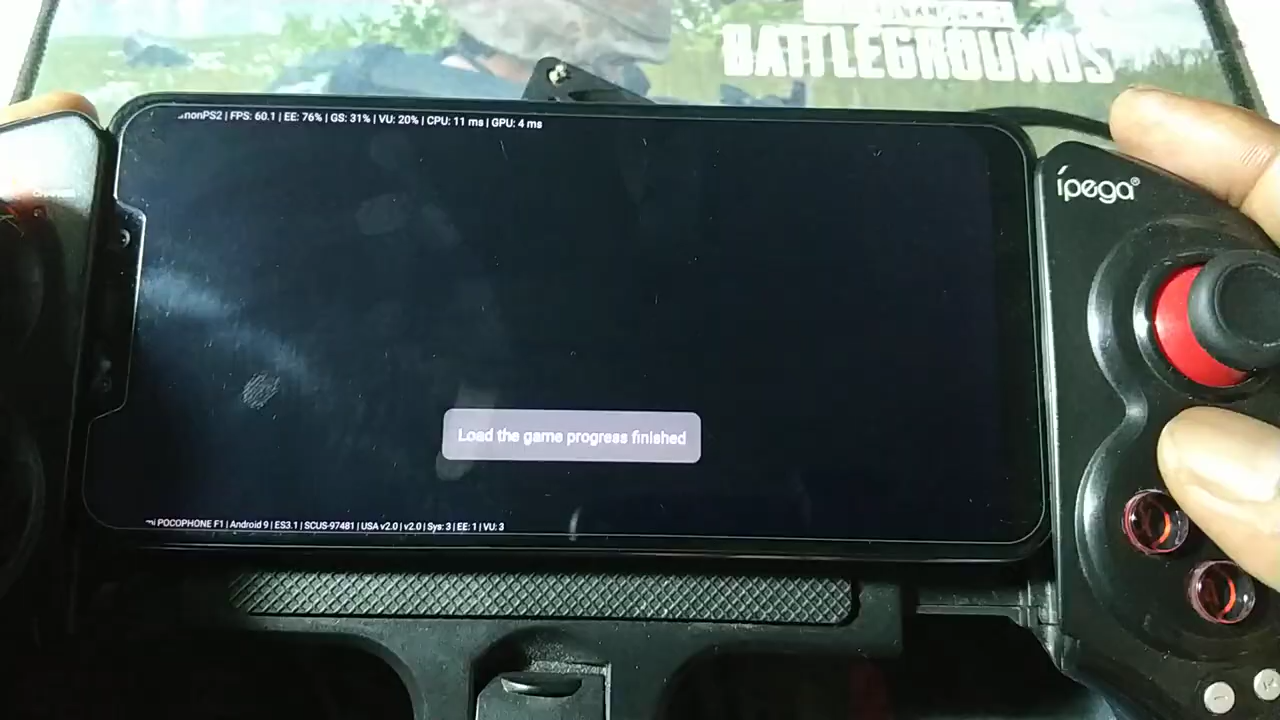 BATTLEGROUNDS
nonPS2 | FPS: 60.1 | EE: 76% | GS: 31% | VU: 20% | CPU: 11 ms | GPU: 4 ms
ípega®
Load the game progress finished
POCOPHONE F1 | Android 9 | ES3.1 | SCUS-97481 | USA v2.0 | v2.0 | Sys: 3 | EE: 1 | VU: 3